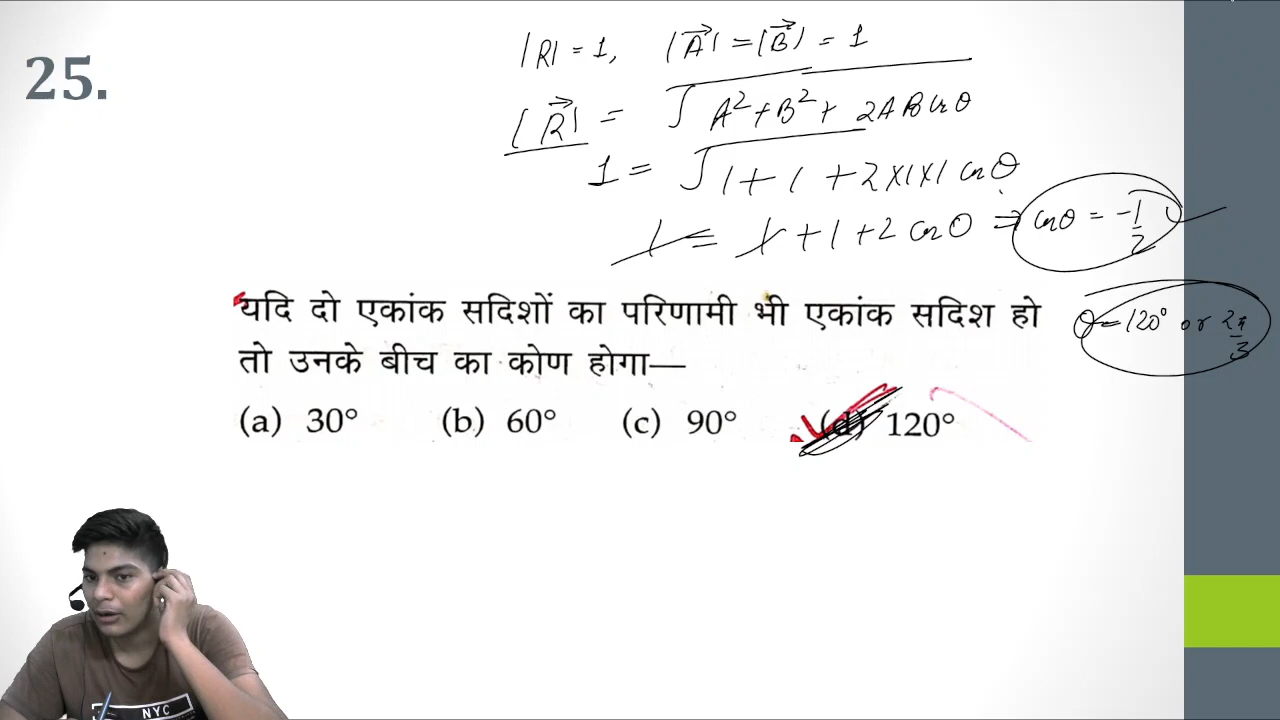 25.
|R| = 1, |A⃗| = |B⃗| = 1
|R⃗| = √A² + B² + 2AB cos θ
1 = √1 + 1 + 2×1×1 cos θ
1 = 1 + 1 + 2 cos θ ⇒ cos θ = -1/2
यदि दो एकांक सदिशों का परिणामी भी एकांक सदिश हो
तो उनके बीच का कोण होगा—
θ = 120° or 2π/3
(a) 30° (b) 60° (c) 90° (d) 120°
NYC